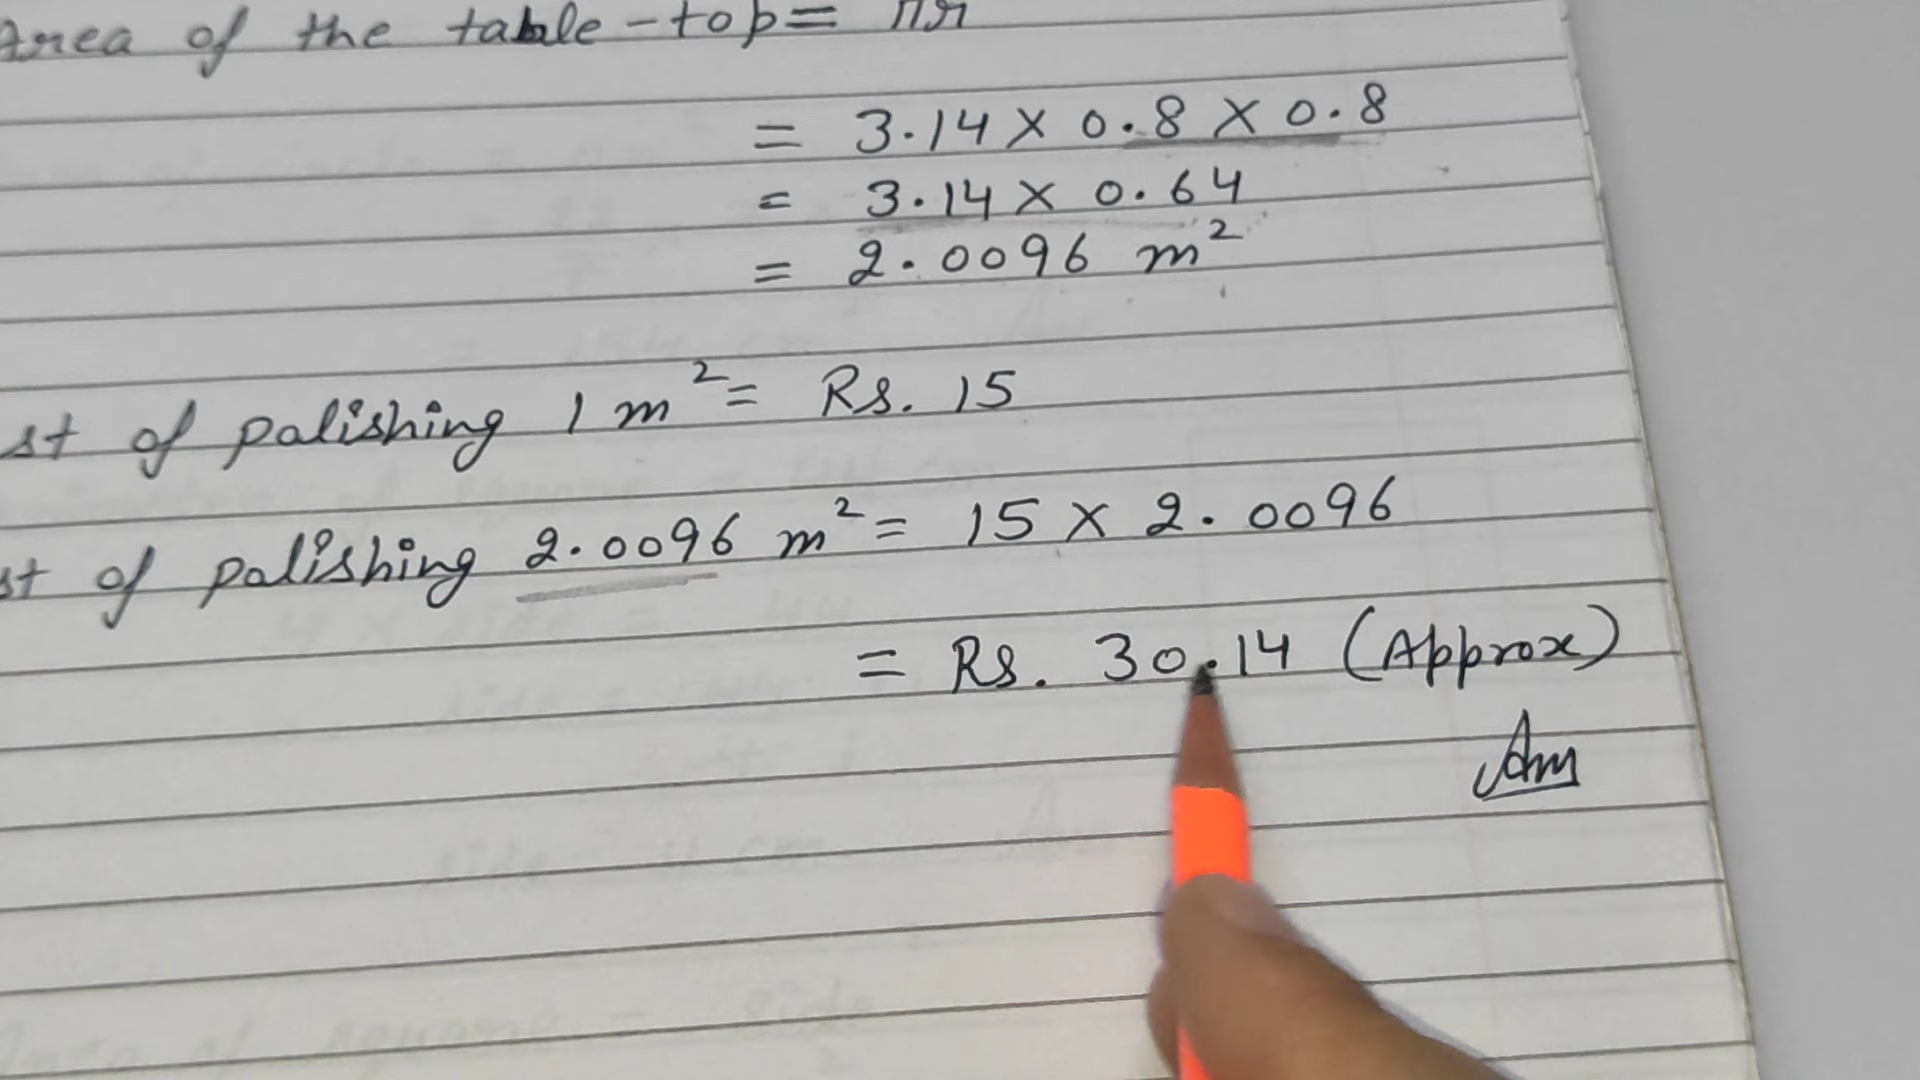 Area of the table-top = πr
= 3.14 × 0.8 × 0.8
= 3.14 × 0.64
= 2.0096 m²
st of polishing 1 m² = Rs. 15
st of polishing 2.0096 m² = 15 × 2.0096
= Rs. 30.14 (Approx)
Ans